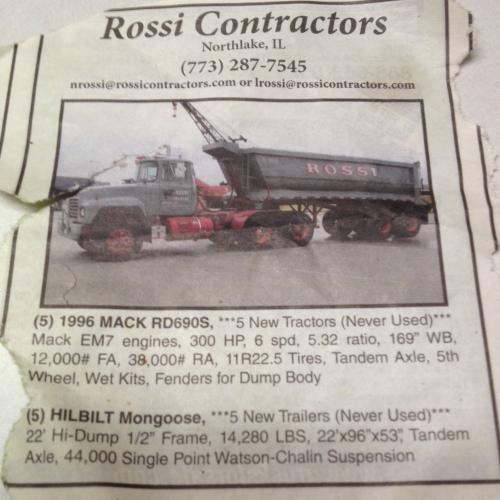 Rossi Contractors
Northlake, IL
(773) 287-7545
nrossi@rossicontractors.com or lrossi@rossicontractors.com
ROSSI
(5) 1996 MACK RD690S, ***5 New Tractors (Never Used)***
Mack EM7 engines, 300 HP, 6 spd, 5.32 ratio, 169" WB,
12,000# FA, 38,000# RA, 11R22.5 Tires, Tandem Axle, 5th
Wheel, Wet Kits, Fenders for Dump Body
(5) HILBILT Mongoose, ***5 New Trailers (Never Used)***
22' Hi-Dump 1/2" Frame, 14,280 LBS, 22'x96"x53", Tandem
Axle, 44,000 Single Point Watson-Chalin Suspension